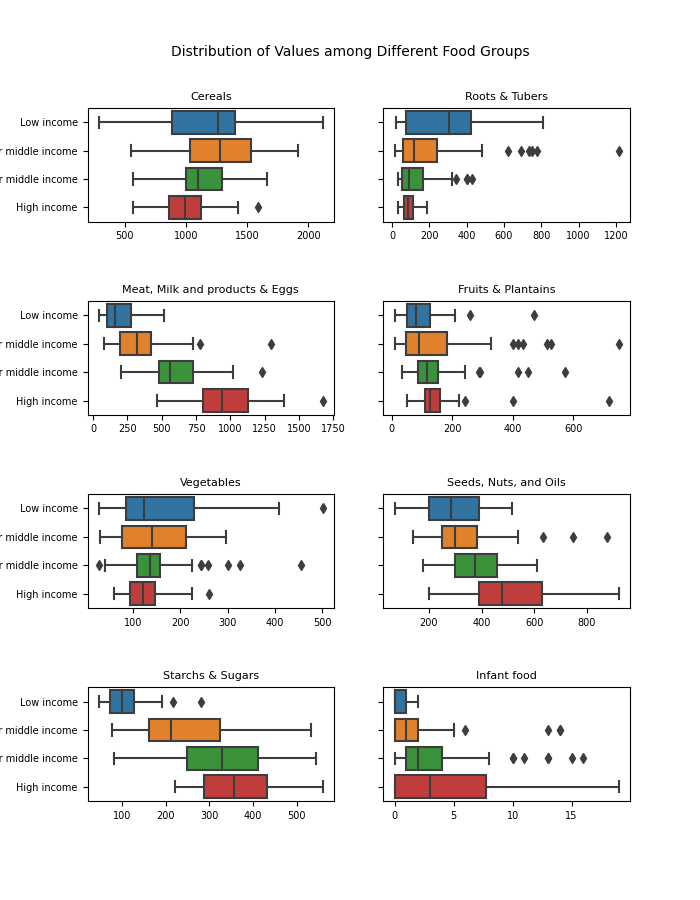 Distribution of Values among Different Food Groups
Cereals
Low income
r middle income
r middle income
High income
500 1000 1500 2000
Roots & Tubers
0 200 400 600 800 1000 1200
Meat, Milk and products & Eggs
Low income
r middle income
r middle income
High income
0 250 500 750 1000 1250 1500 1750
Fruits & Plantains
0 200 400 600
Vegetables
Low income
r middle income
r middle income
High income
100 200 300 400 500
Seeds, Nuts, and Oils
200 400 600 800
Starchs & Sugars
Low income
r middle income
r middle income
High income
100 200 300 400 500
Infant food
0 5 10 15